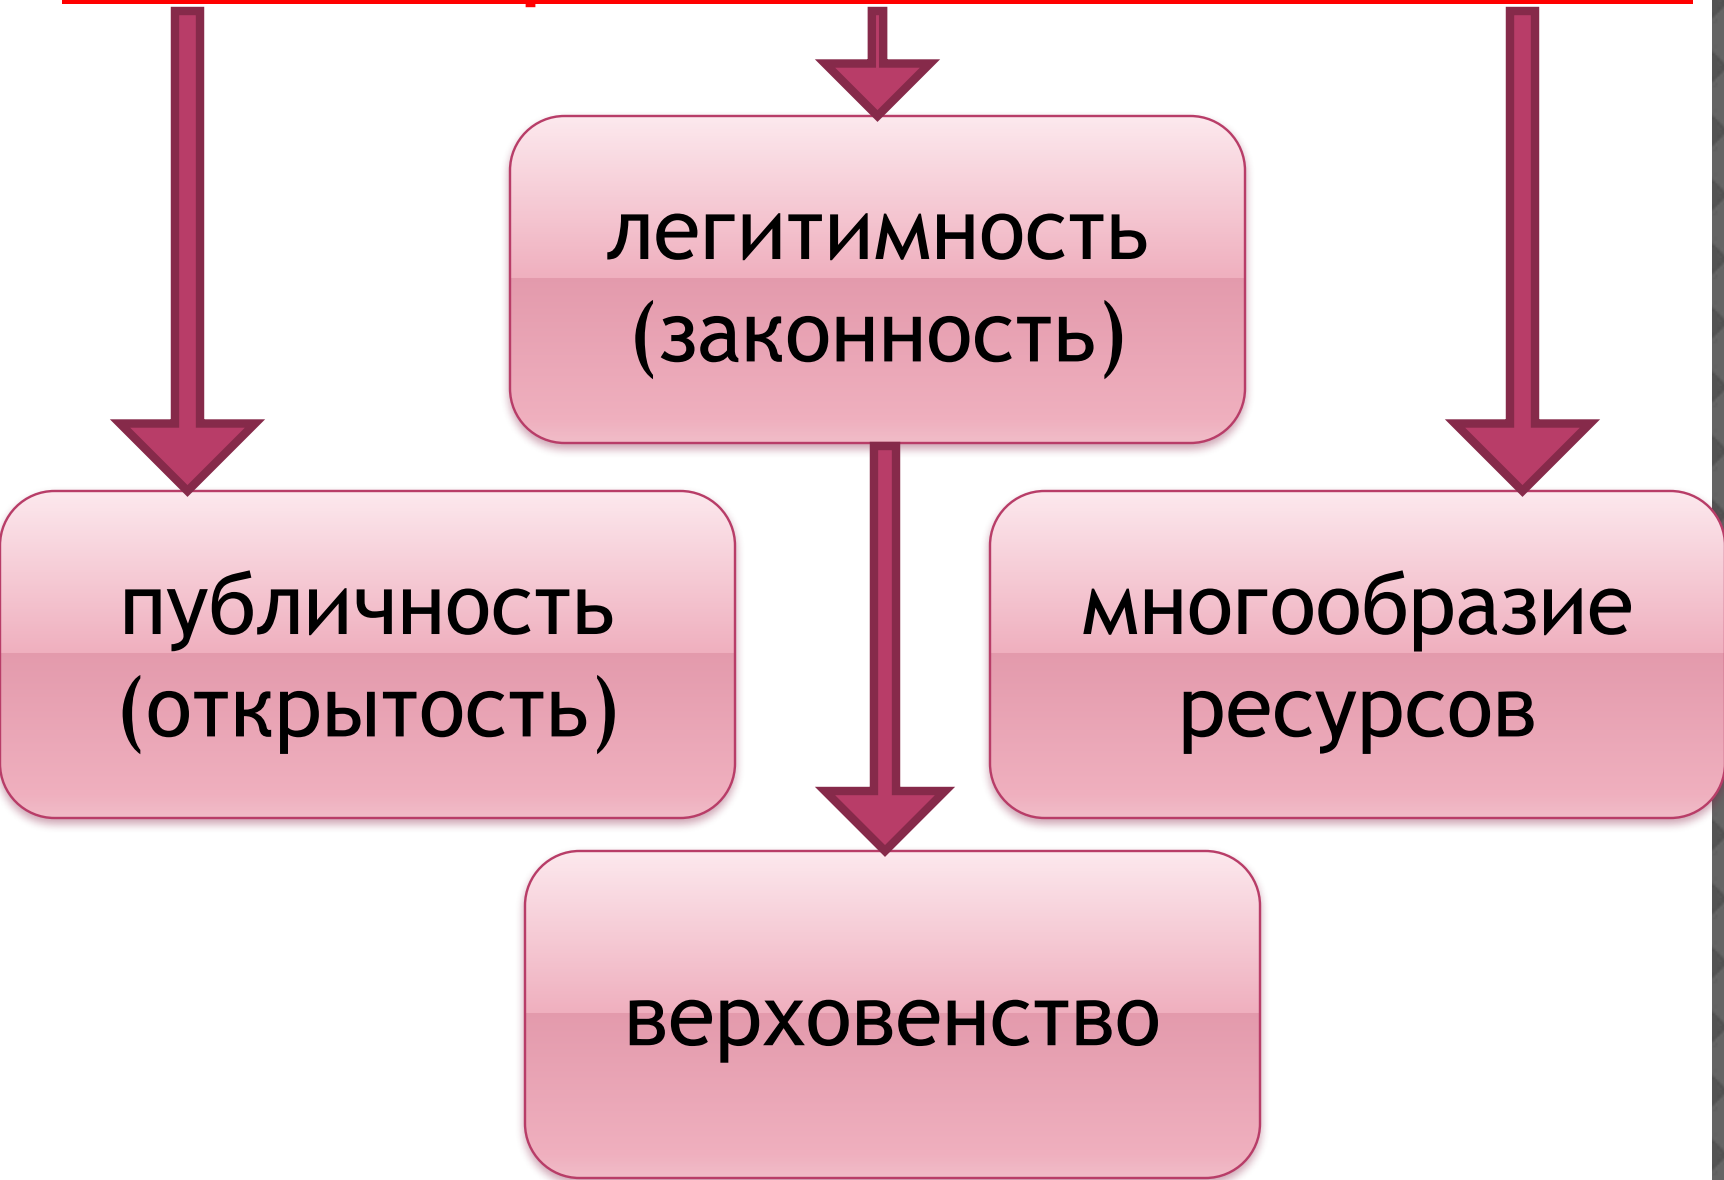 легитимность
(законность)
публичность
(открытость)
многообразие
ресурсов
верховенство